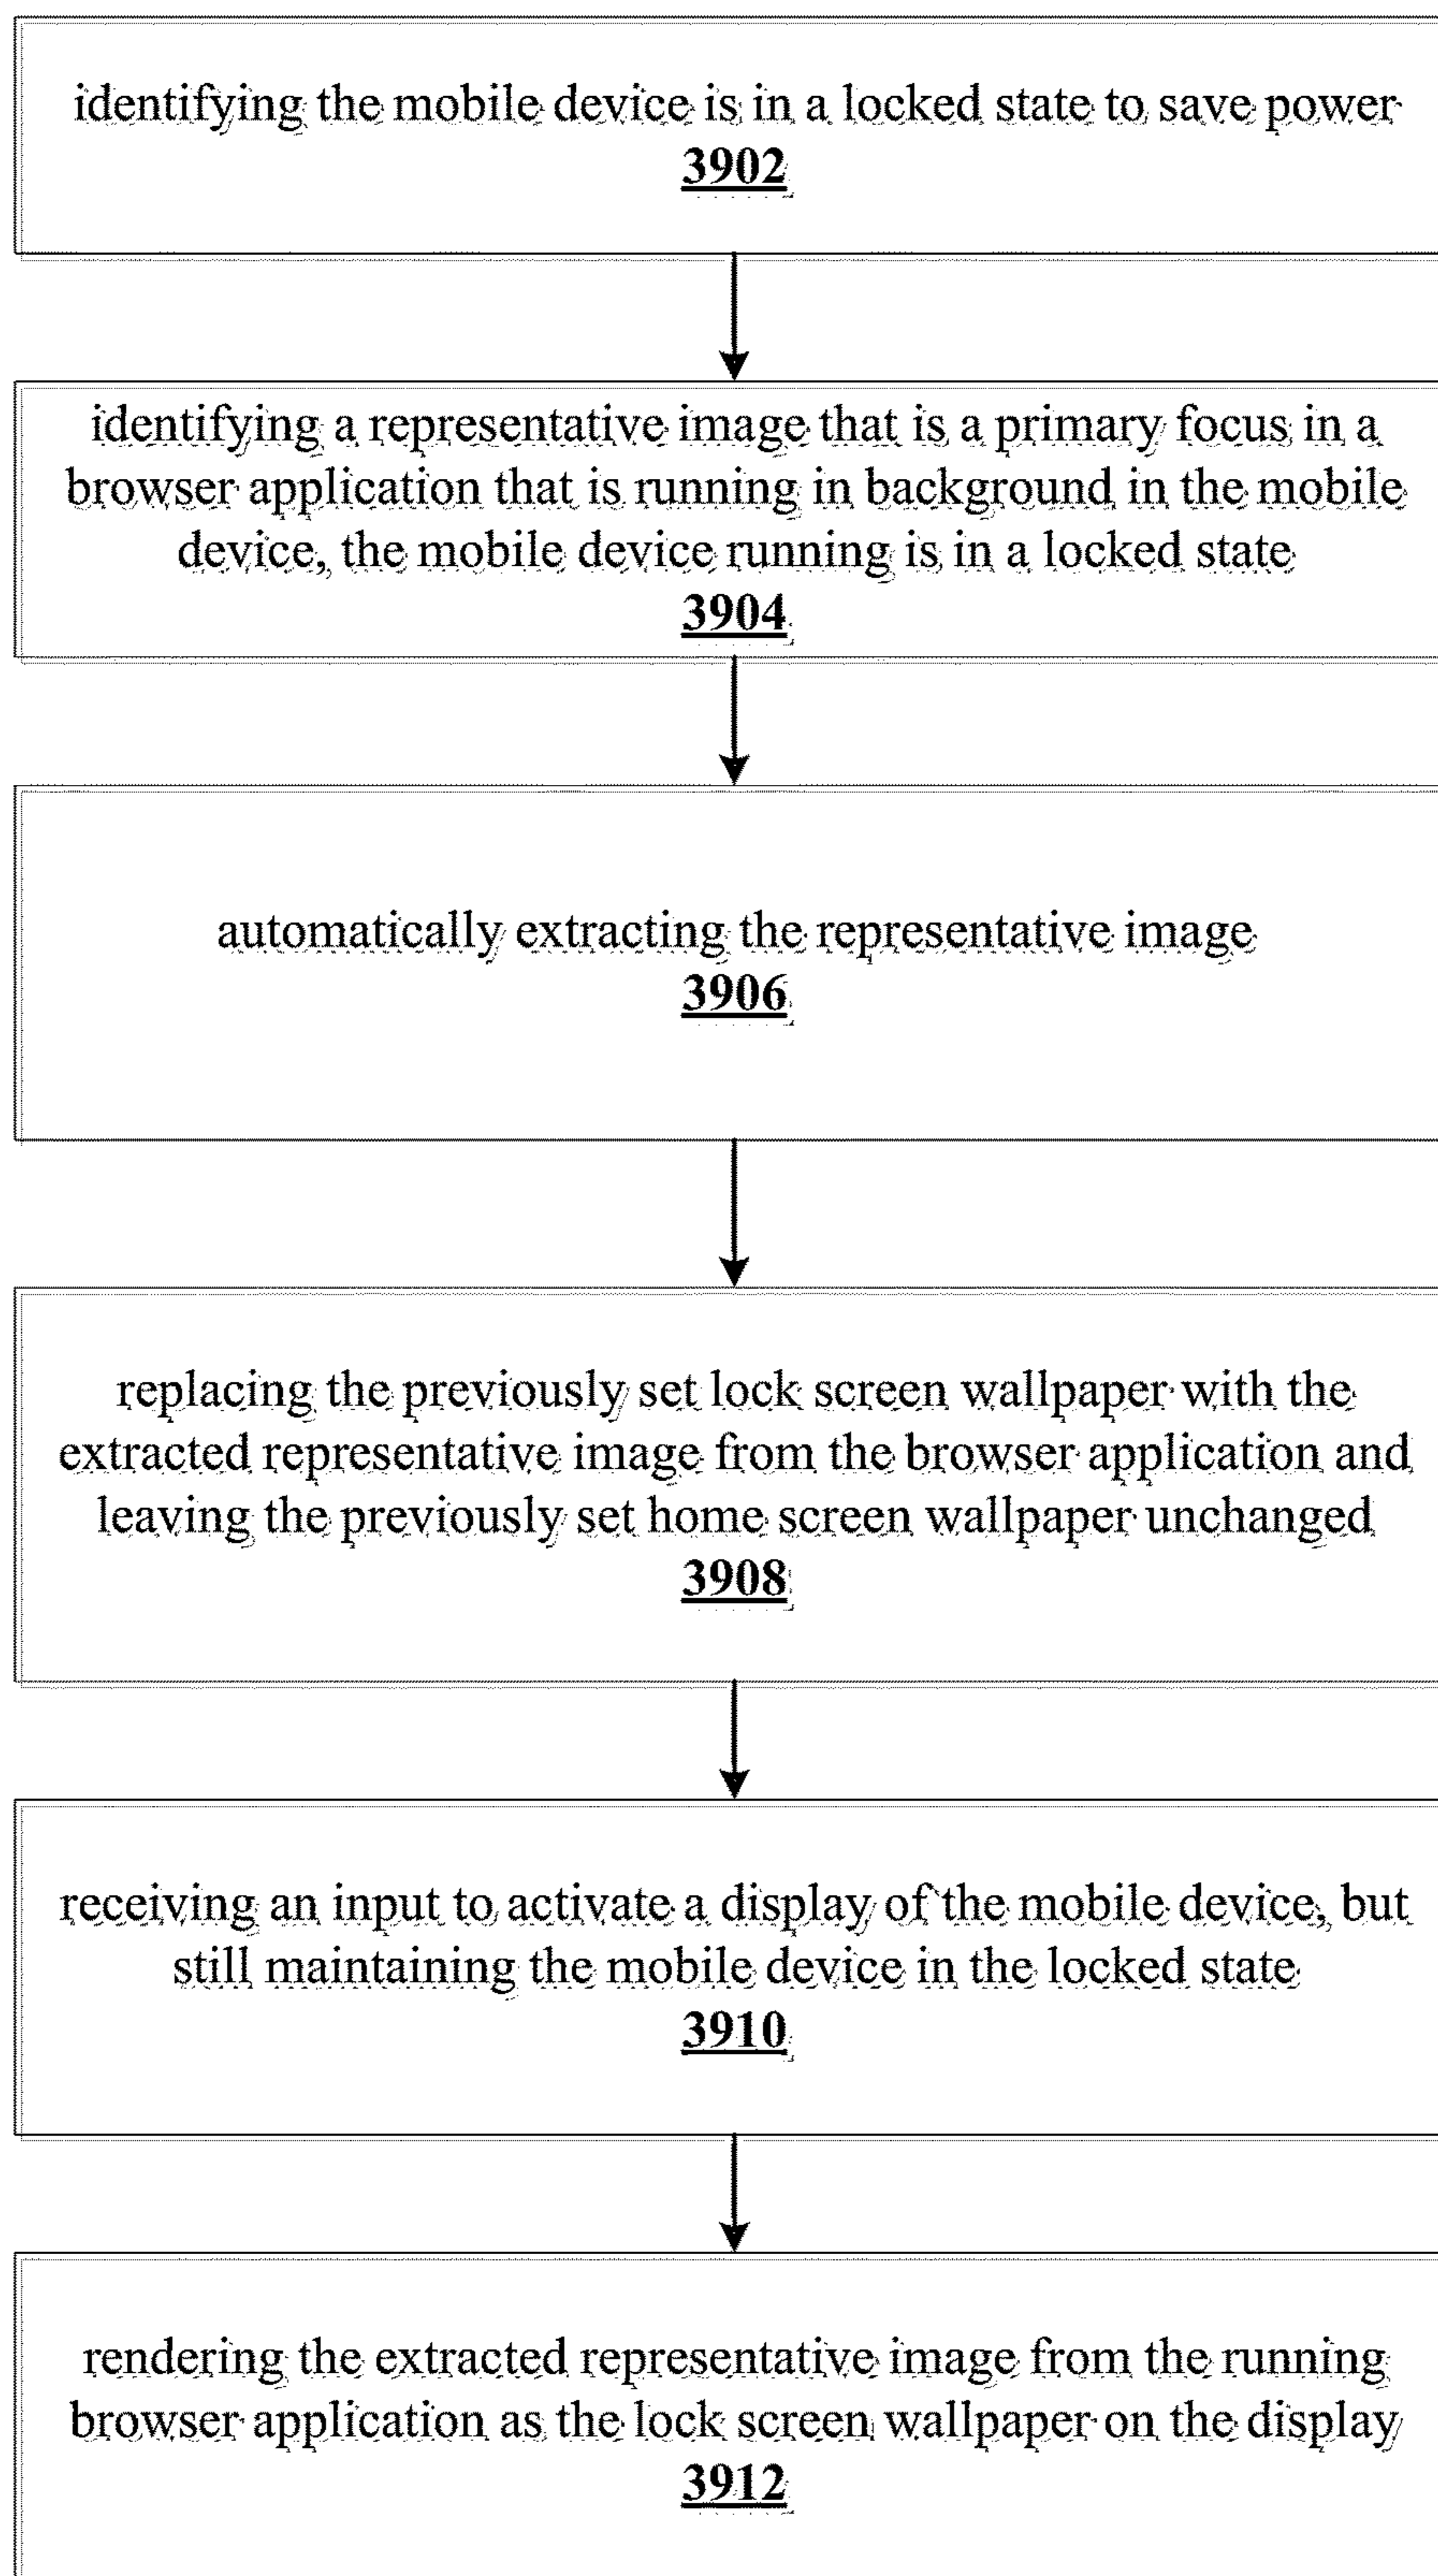 identifying the mobile device is in a locked state to save power
3902
identifying a representative image that is a primary focus in a
browser application that is running in background in the mobile
device, the mobile device running is in a locked state
3904
automatically extracting the representative image
3906
replacing the previously set lock screen wallpaper with the
extracted representative image from the browser application and
leaving the previously set home screen wallpaper unchanged
3908
receiving an input to activate a display of the mobile device, but
still maintaining the mobile device in the locked state
3910
rendering the extracted representative image from the running
browser application as the lock screen wallpaper on the display
3912